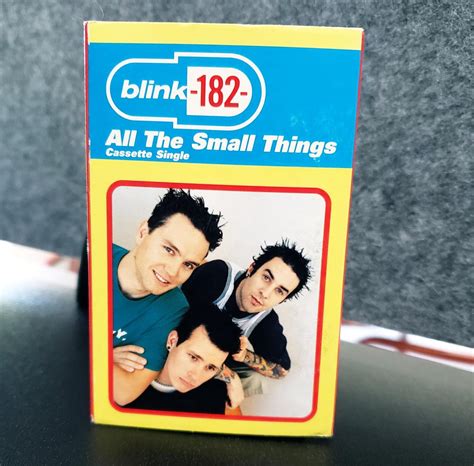 blink-182-
All The Small Things
Cassette Single